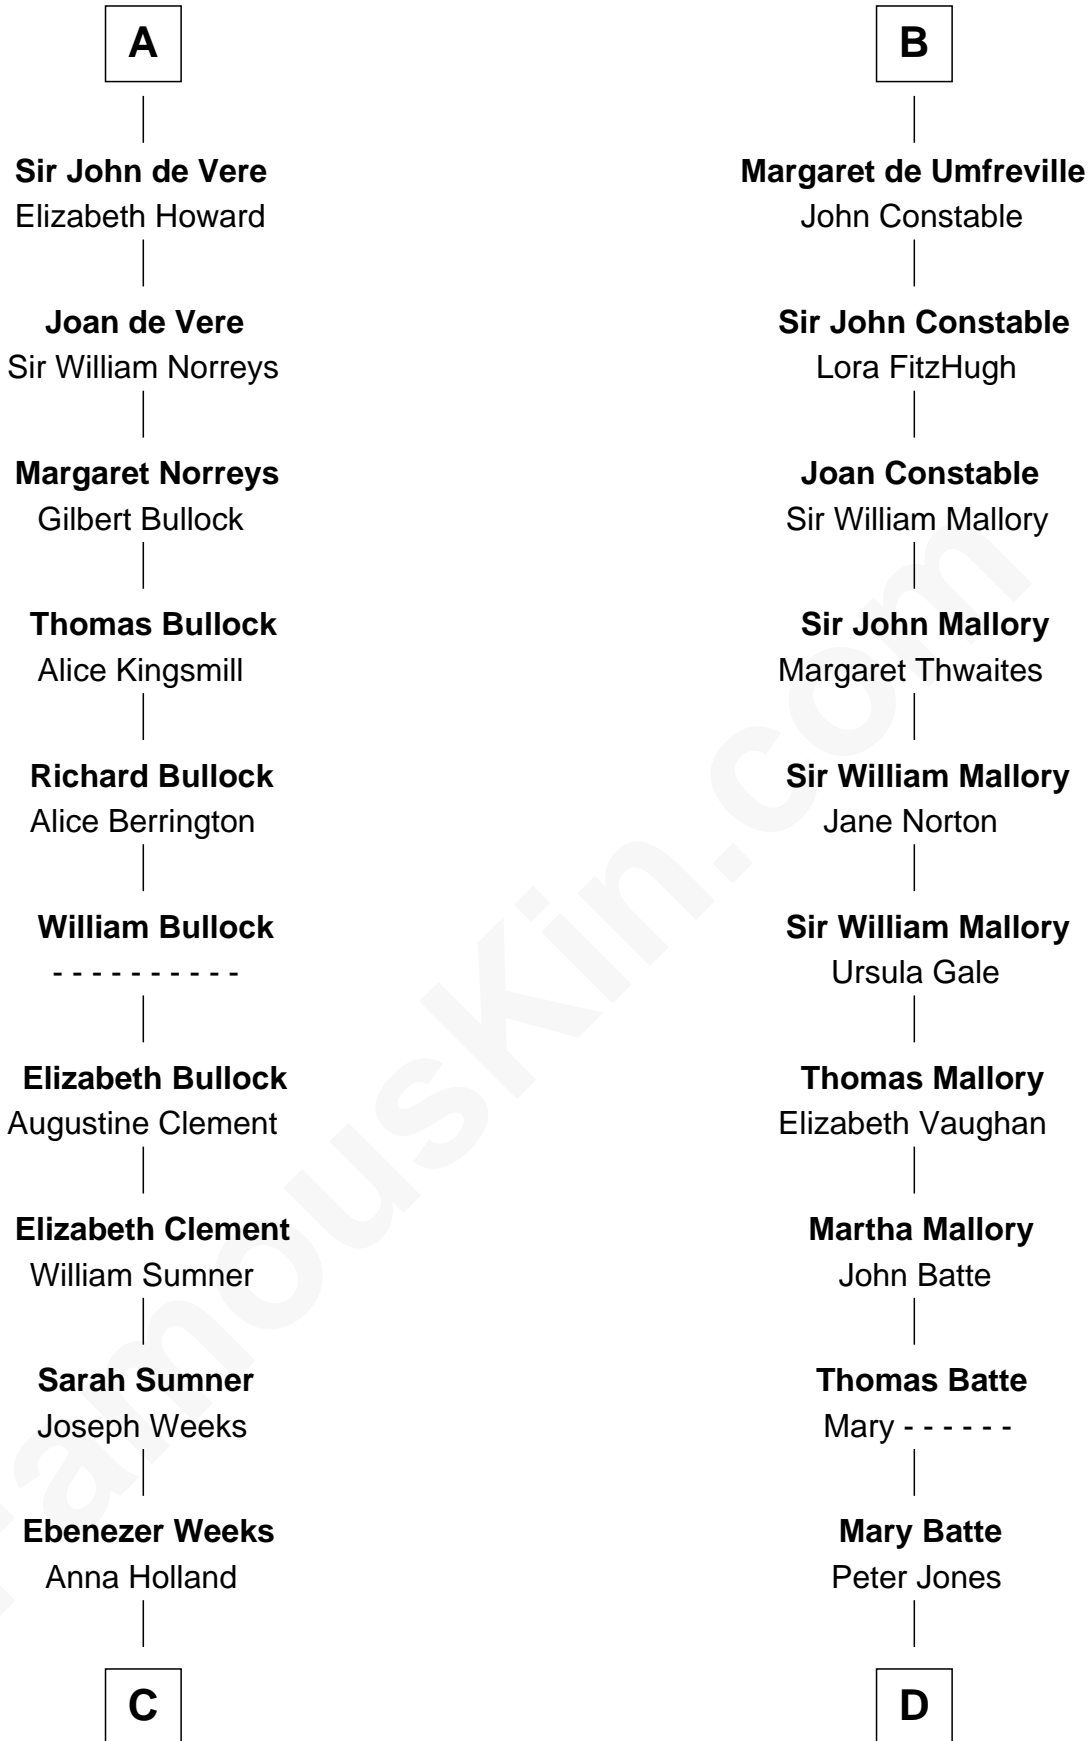 A
Sir John de Vere
Elizabeth Howard
Joan de Vere
Sir William Norreys
Margaret Norreys
Gilbert Bullock
Thomas Bullock
Alice Kingsmill
Richard Bullock
Alice Berrington
William Bullock
- - - - - - - - - -
Elizabeth Bullock
Augustine Clement
Elizabeth Clement
William Sumner
Sarah Sumner
Joseph Weeks
Ebenezer Weeks
Anna Holland
C
B
Margaret de Umfreville
John Constable
Sir John Constable
Lora FitzHugh
Joan Constable
Sir William Mallory
Sir John Mallory
Margaret Thwaites
Sir William Mallory
Jane Norton
Sir William Mallory
Ursula Gale
Thomas Mallory
Elizabeth Vaughan
Martha Mallory
John Batte
Thomas Batte
Mary - - - - - -
Mary Batte
Peter Jones
D
FamousKin.com